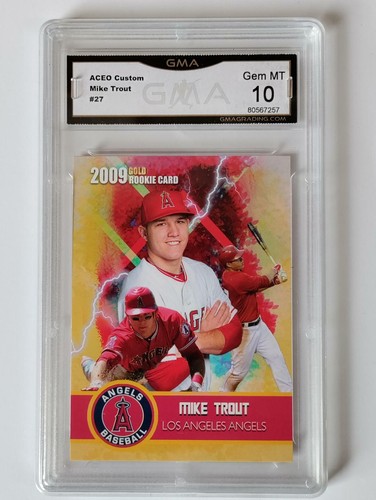 GMA
ACEO Custom
Mike Trout
#27
GMA
Gem MT
10
80567257
GMAGRADING.COM
2009 GOLD
ROOKIE CARD
A
ANGELS
A
BASEBALL
MIKE TROUT
LOS ANGELES ANGELS